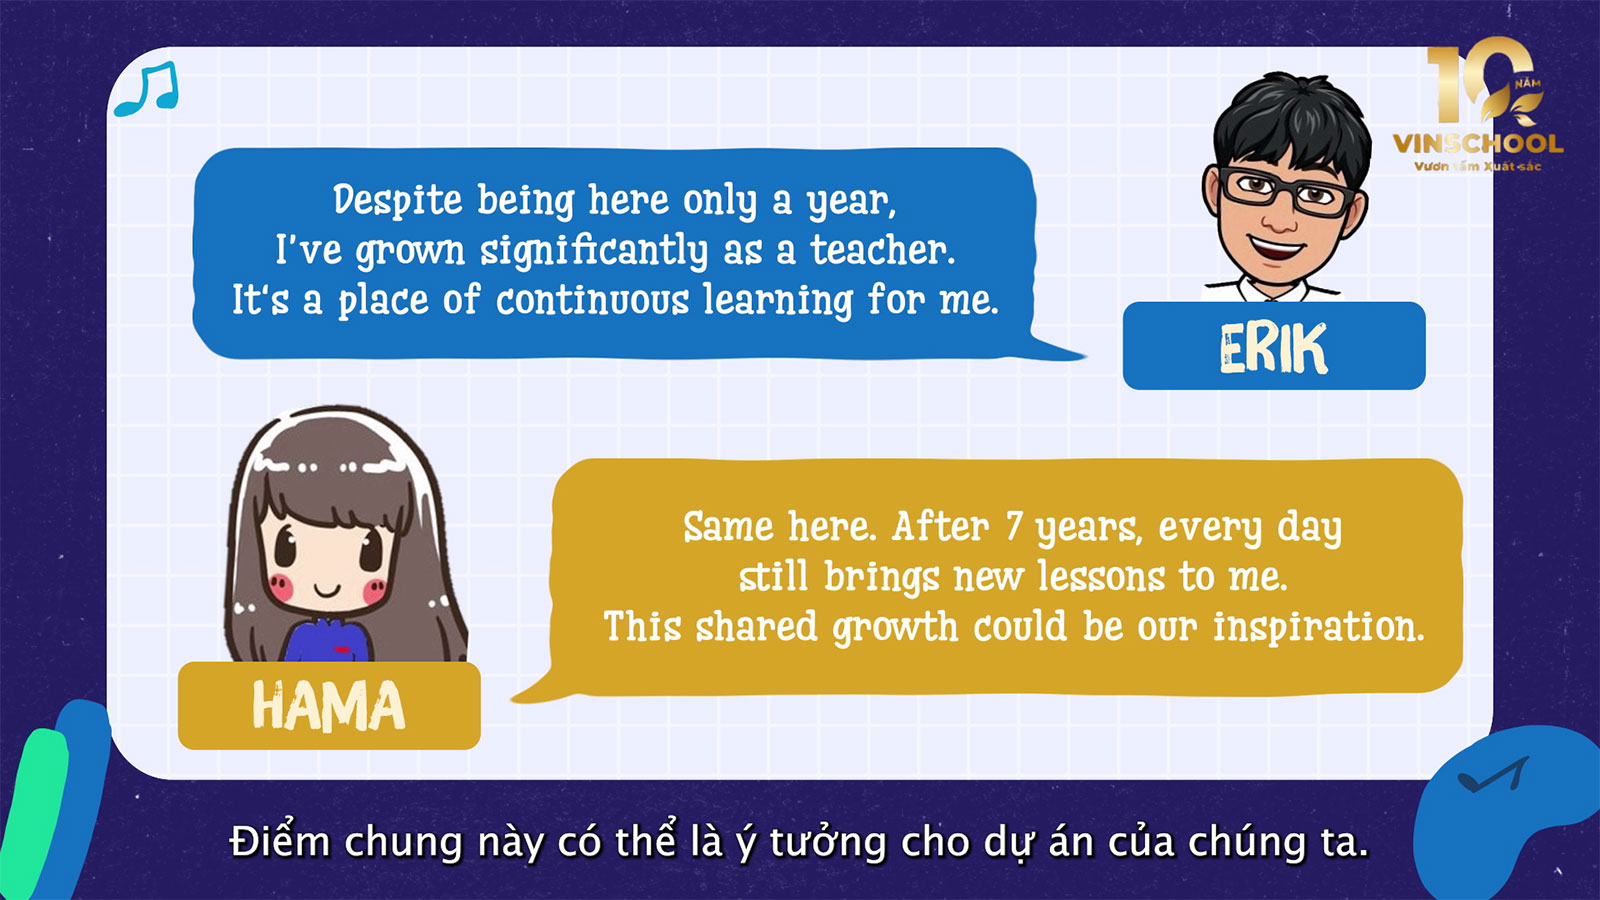 10
NĂM
VINSCHOOL
Vươn tầm Xuất sắc
Despite being here only a year,
I've grown significantly as a teacher.
It's a place of continuous learning for me.
ERIK
Same here. After 7 years, every day
still brings new lessons to me.
This shared growth could be our inspiration.
HAMA
Điểm chung này có thể là ý tưởng cho dự án của chúng ta.